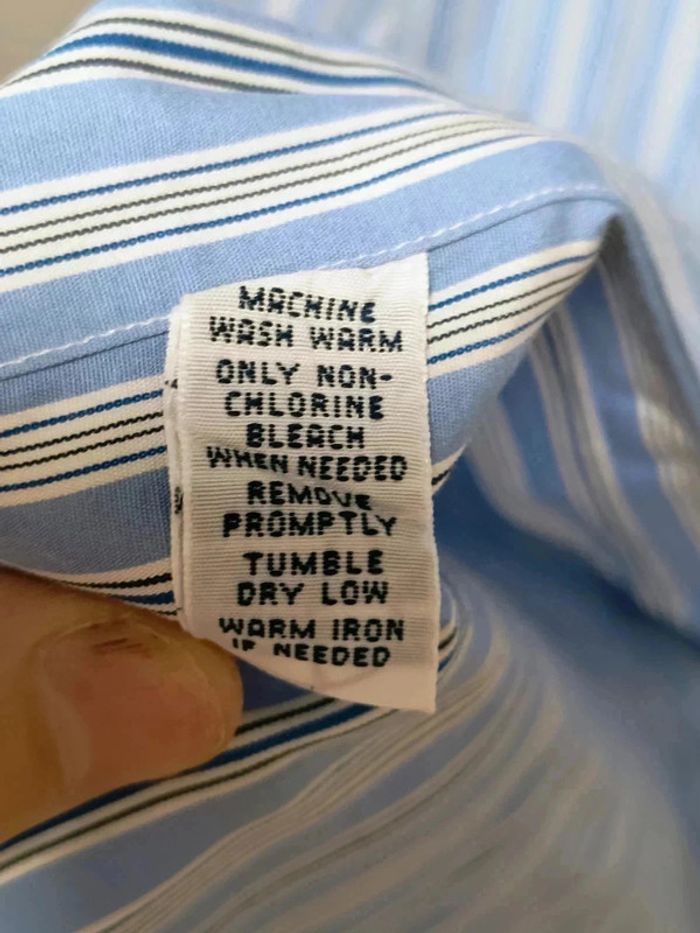 MACHINE
WASH WARM
ONLY NON-
CHLORINE
BLEACH
WHEN NEEDED
REMOVE
PROMPTLY
TUMBLE
DRY LOW
WARM IRON
IF NEEDED